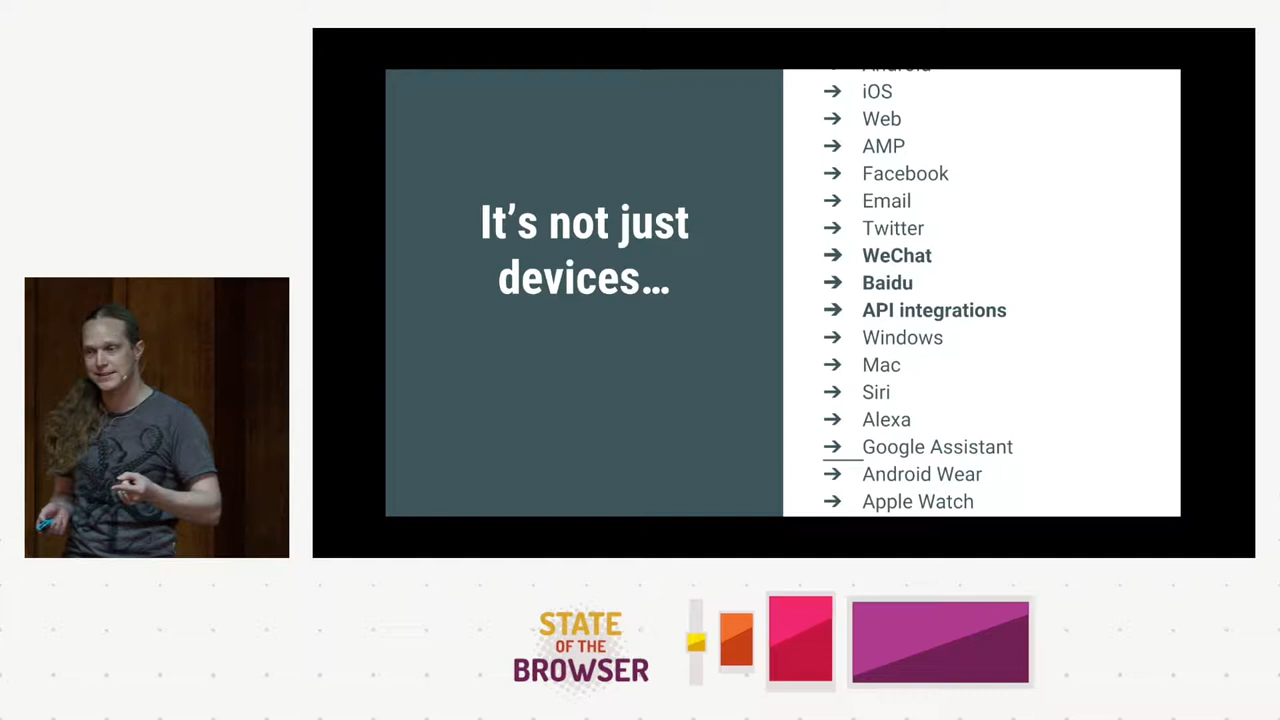 It's not just
devices…
Android
➔ iOS
➔ Web
➔ AMP
➔ Facebook
➔ Email
➔ Twitter
➔ WeChat
➔ Baidu
➔ API integrations
➔ Windows
➔ Mac
➔ Siri
➔ Alexa
➔ Google Assistant
➔ Android Wear
➔ Apple Watch
STATE
OF THE
BROWSER